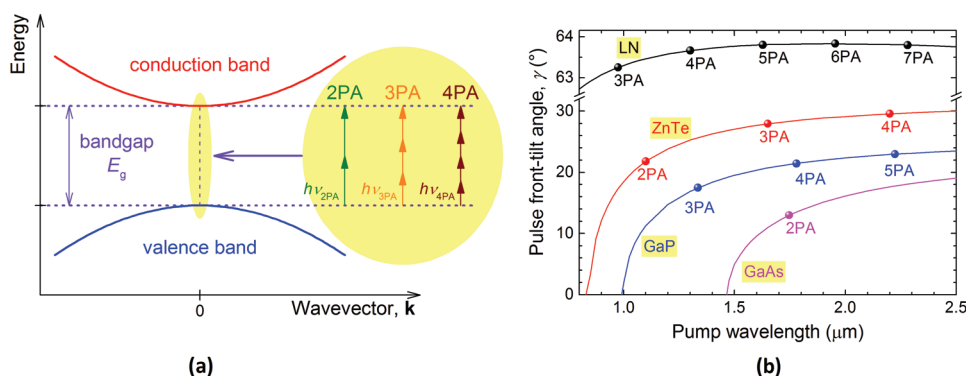 Energy
conduction band
bandgap
E_g
valence band
2PA
3PA
4PA
hν_2PA
hν_3PA
hν_4PA
0
Wavevector, k
(a)
Pulse front-tilt angle, γ (°)
64
63
30
20
10
0
LN
3PA
4PA
5PA
6PA
7PA
ZnTe
2PA
3PA
4PA
GaP
3PA
4PA
5PA
GaAs
2PA
1.0
1.5
2.0
2.5
Pump wavelength (μm)
(b)